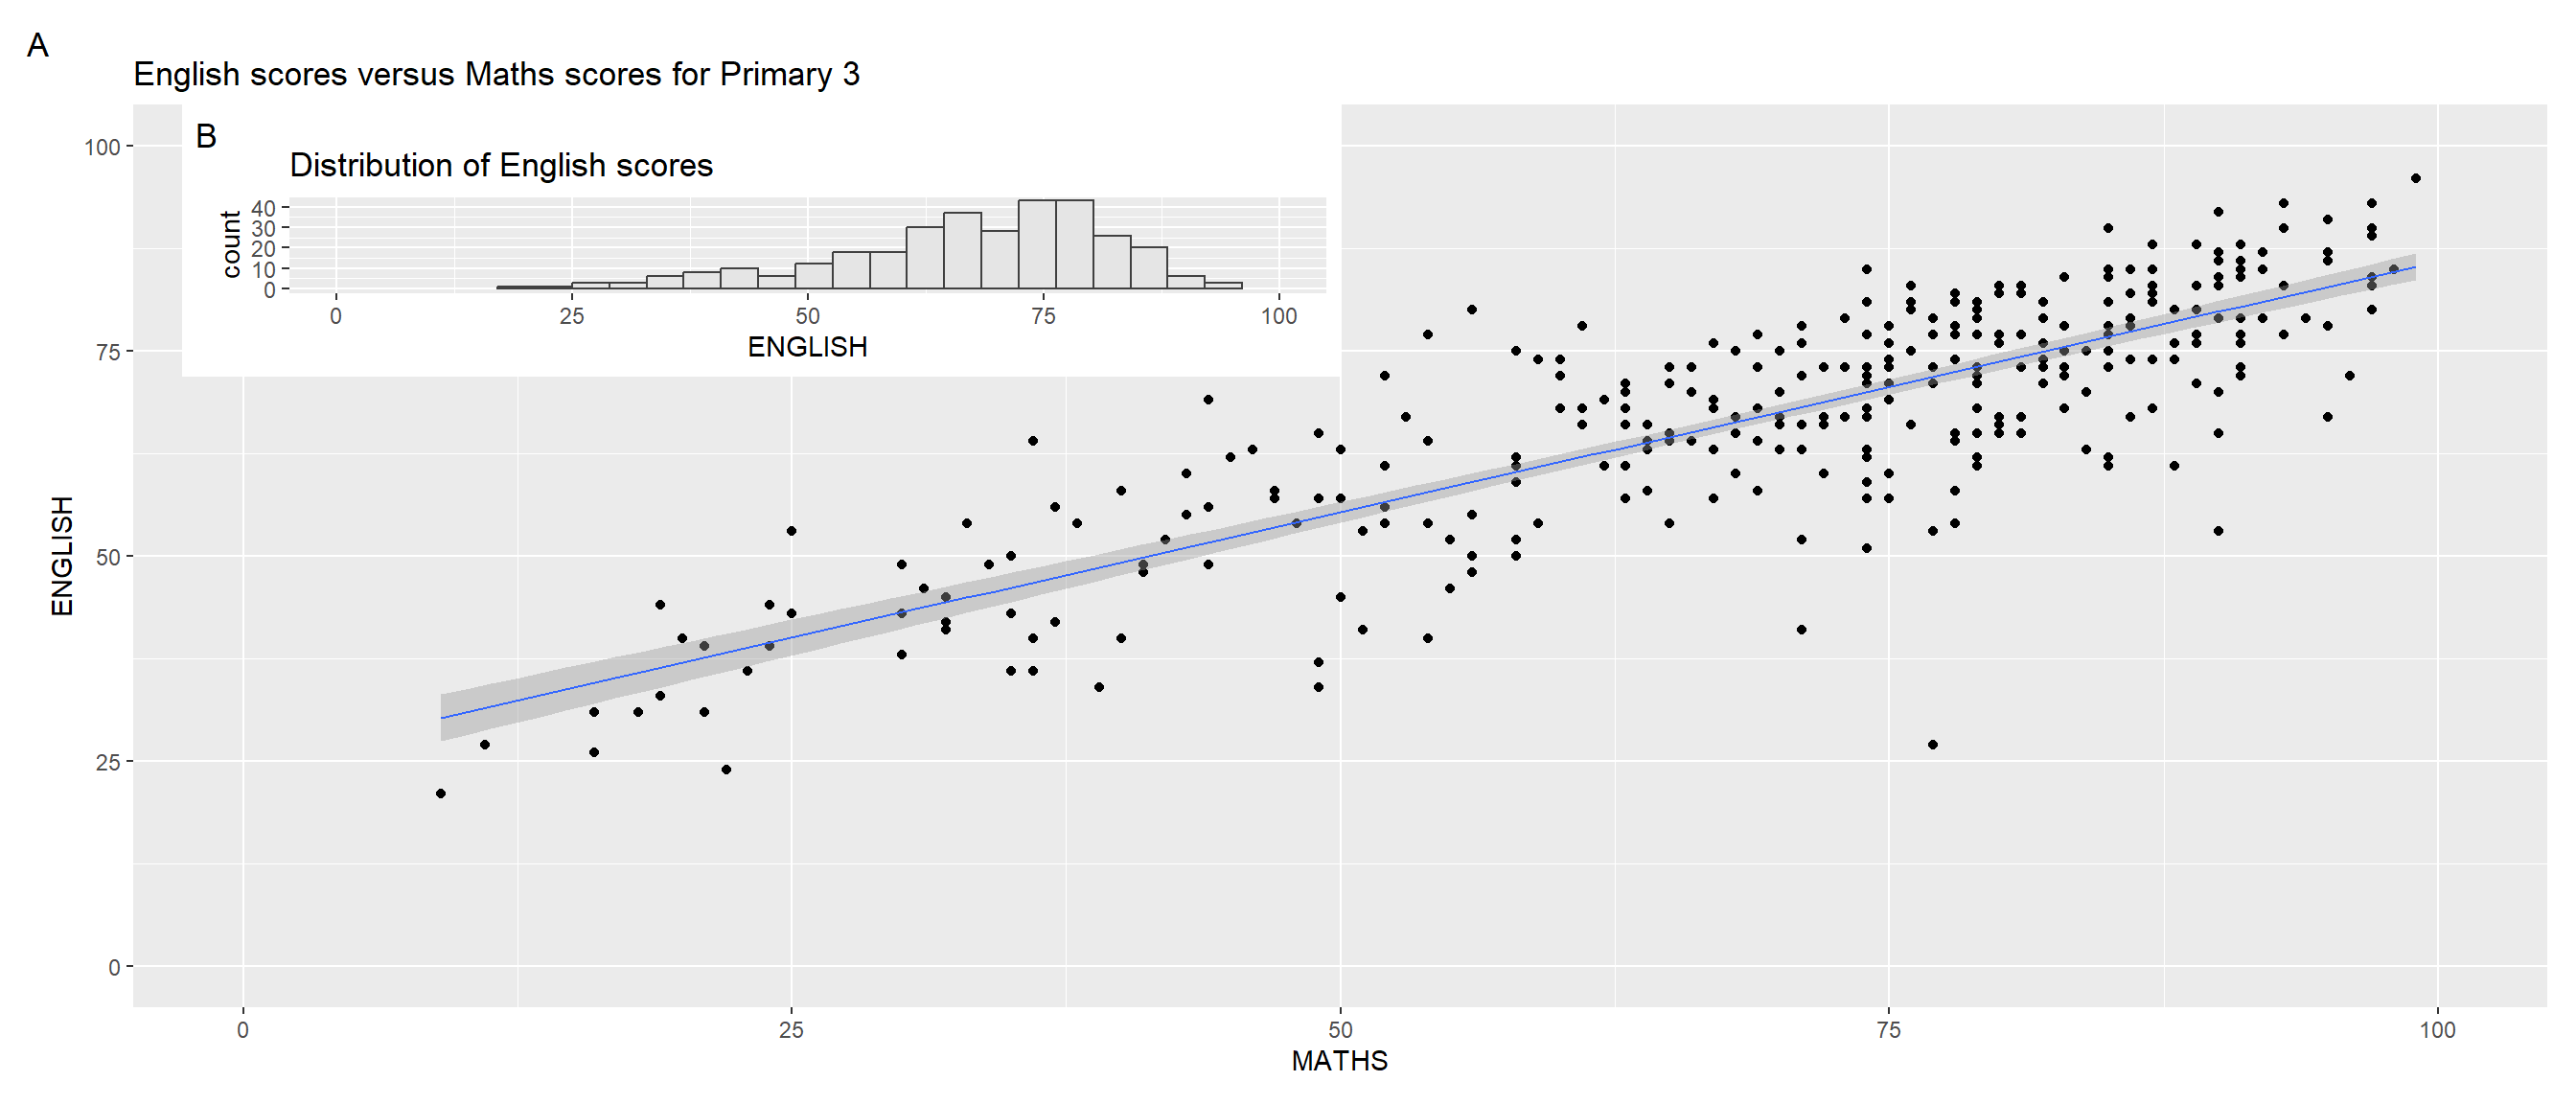 A
English scores versus Maths scores for Primary 3
B
Distribution of English scores
count
40
30
20
10
0
0 25 50 75 100
ENGLISH
ENGLISH
100
75
50
25
0
0 25 50 75 100
MATHS